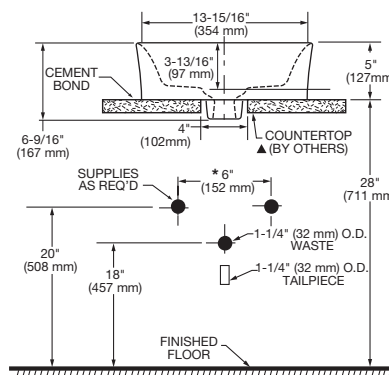 13-15/16"
(354 mm)
3-13/16"
(97 mm)
5"
(127mm)
CEMENT
BOND
4"
(102mm)
6-9/16"
(167 mm)
COUNTERTOP
▲(BY OTHERS)
SUPPLIES
AS REQ'D
* 6"
(152 mm)
28"
(711 mm)
20"
(508 mm)
18"
(457 mm)
1-1/4" (32 mm) O.D.
WASTE
1-1/4" (32 mm) O.D.
TAILPIECE
FINISHED
FLOOR